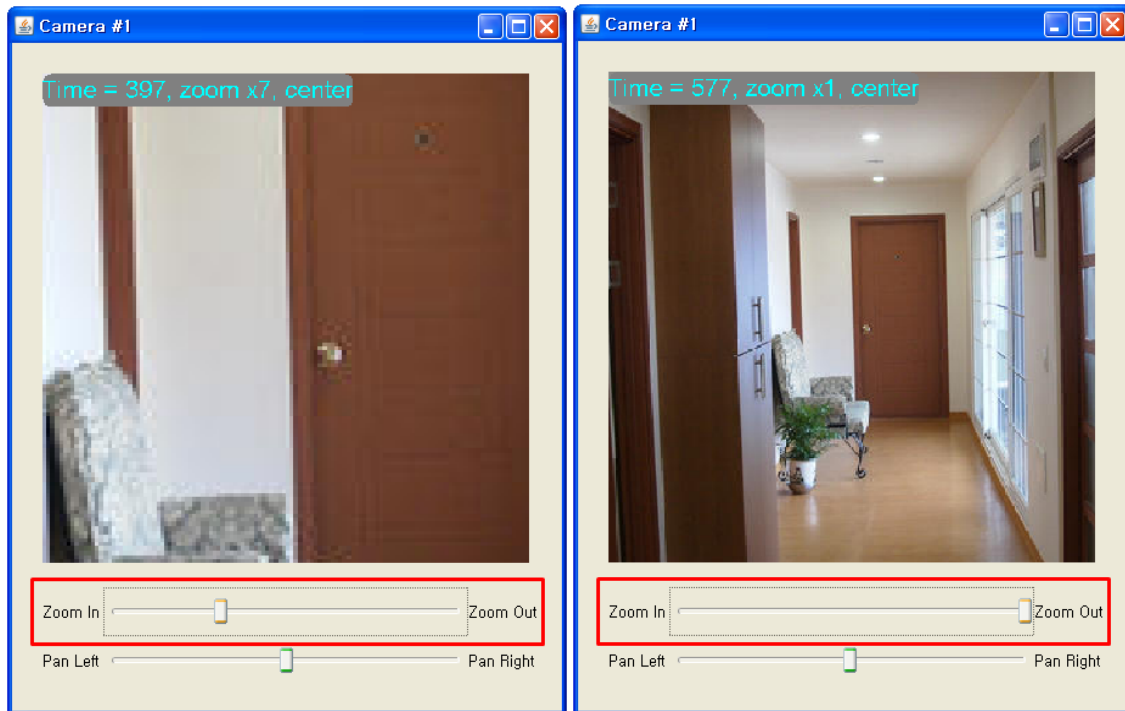 Camera #1
Time = 397, zoom x7, center
Zoom In Zoom Out
Pan Left Pan Right
Camera #1
Time = 577, zoom x1, center
Zoom In Zoom Out
Pan Left Pan Right